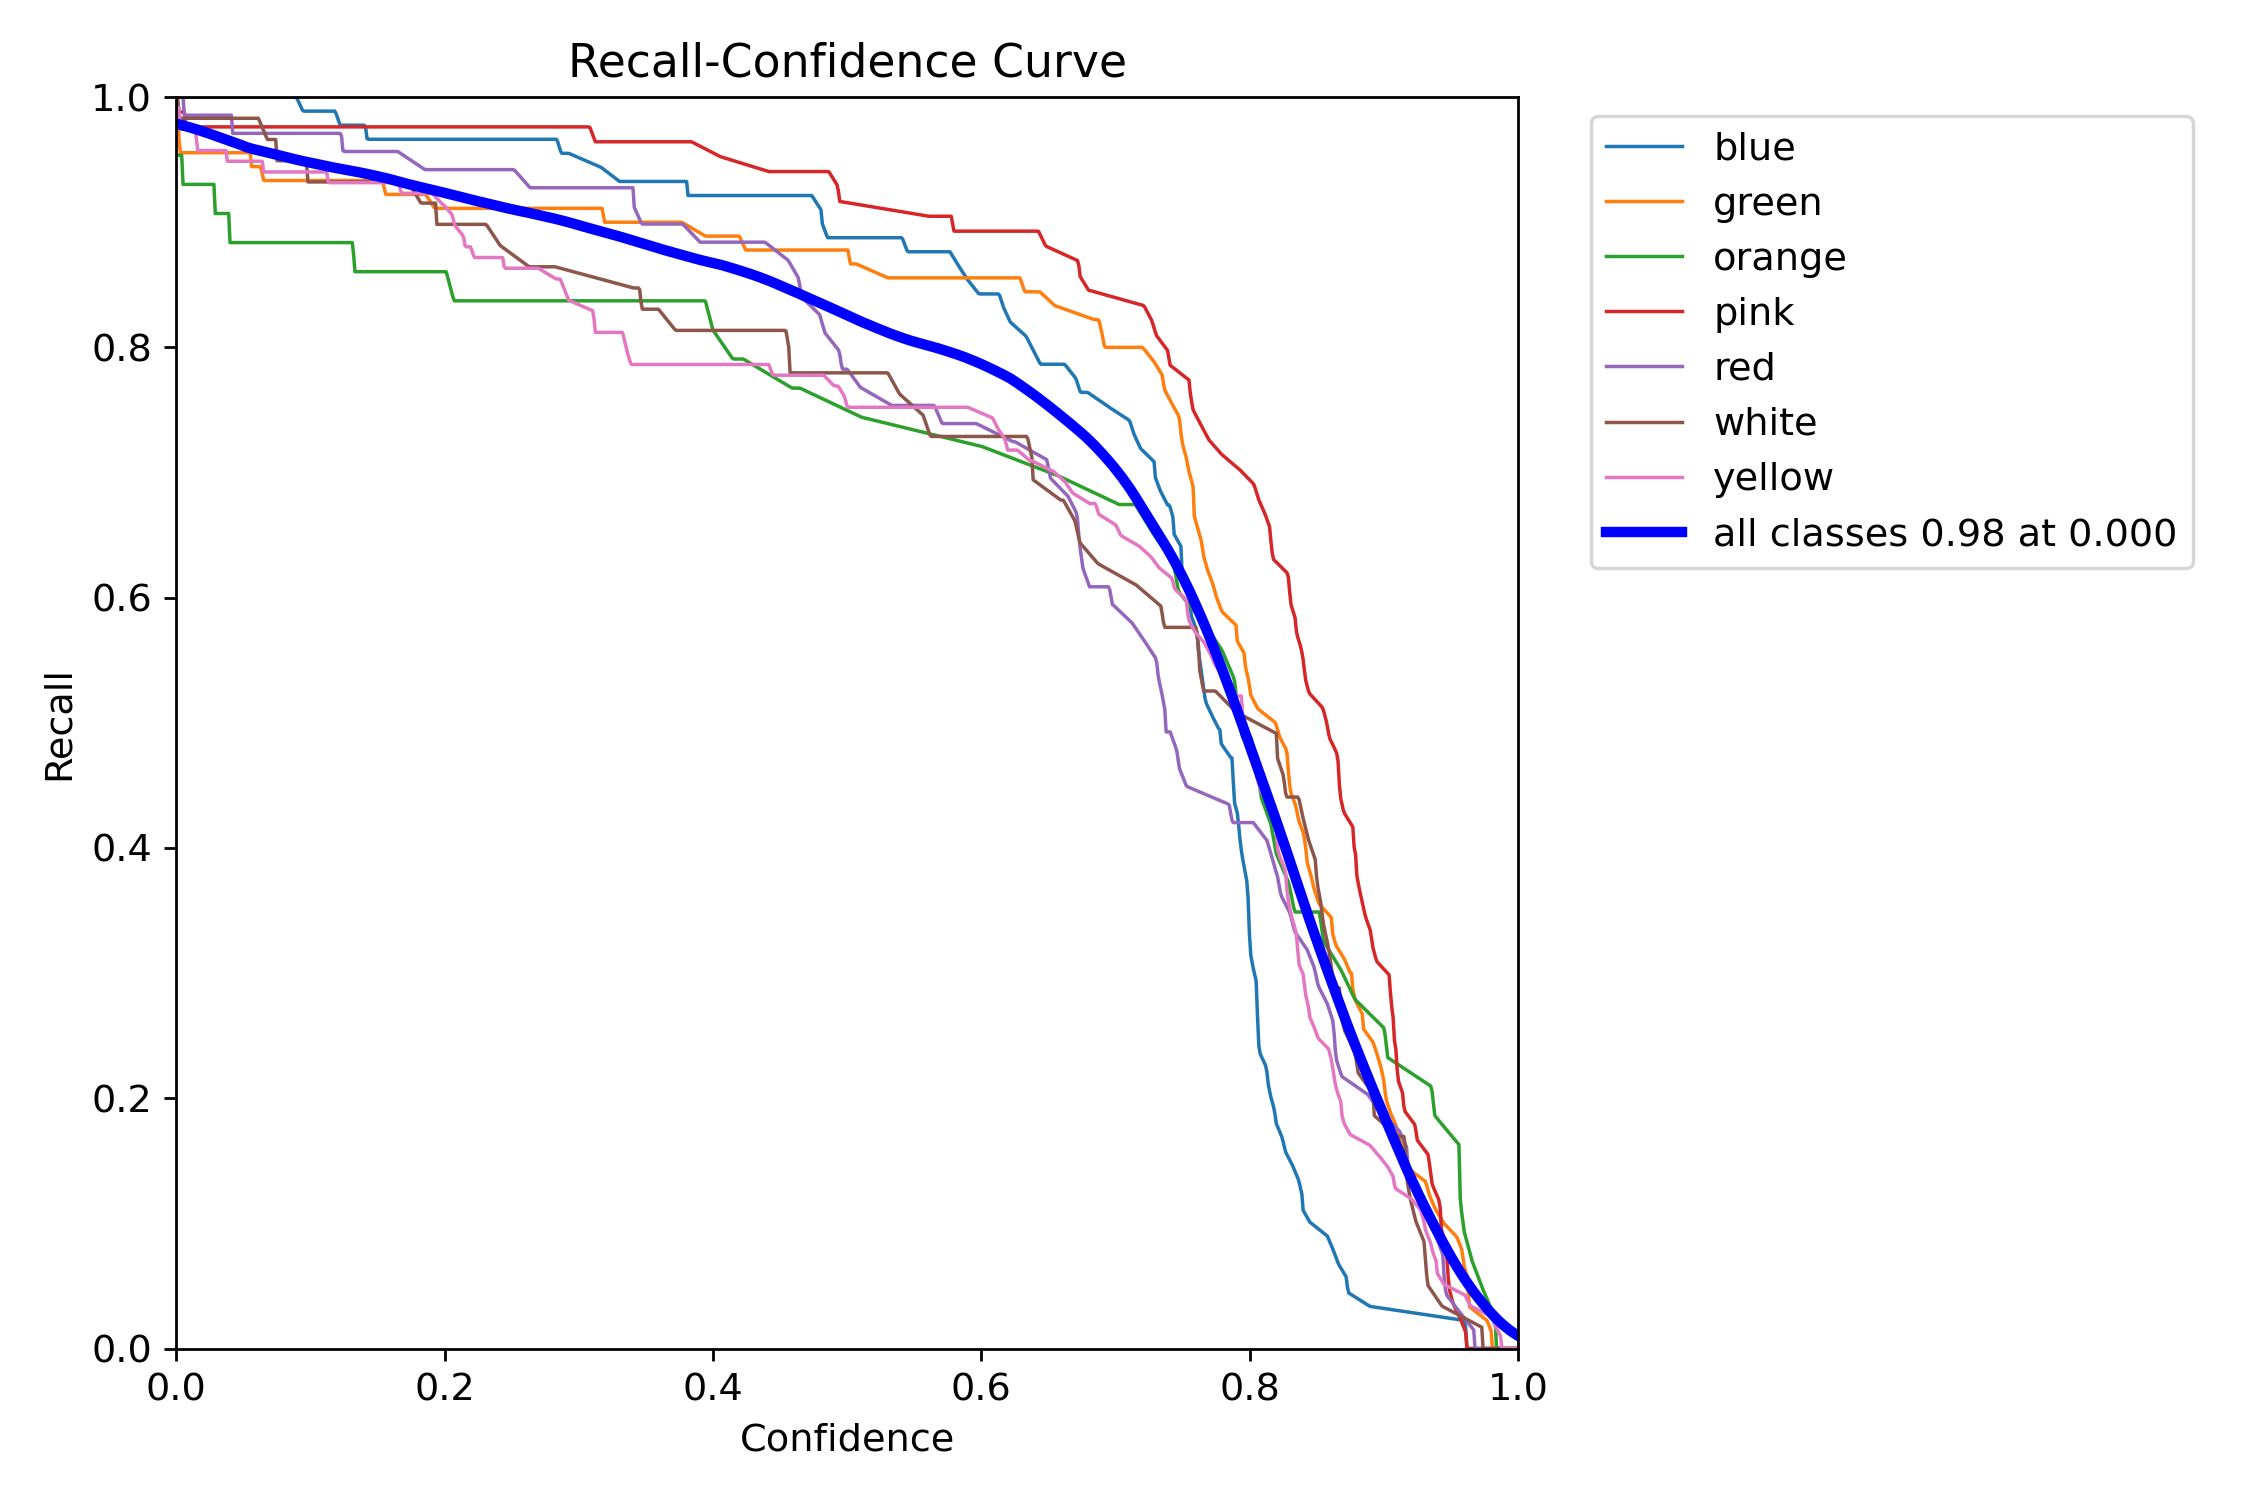 Recall-Confidence Curve
1.0
0.8
0.6
0.4
0.2
0.0
Recall
0.0 0.2 0.4 0.6 0.8 1.0
Confidence
blue
green
orange
pink
red
white
yellow
all classes 0.98 at 0.000